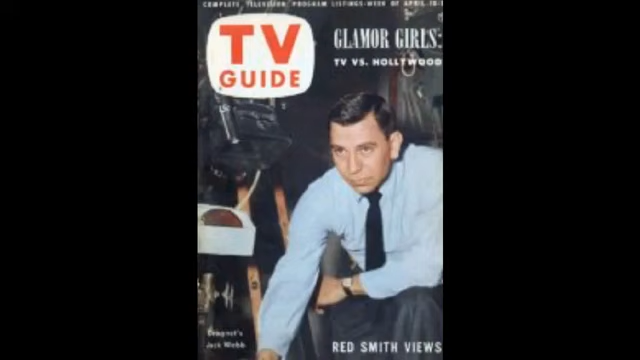 COMPLETE TELEVISION PROGRAM LISTINGS-WEEK OF APRIL
TV
GUIDE
15¢
GLAMOR GIRLS:
TV VS. HOLLYWOOD
Dragnet's
Jack Webb
RED SMITH VIEWS